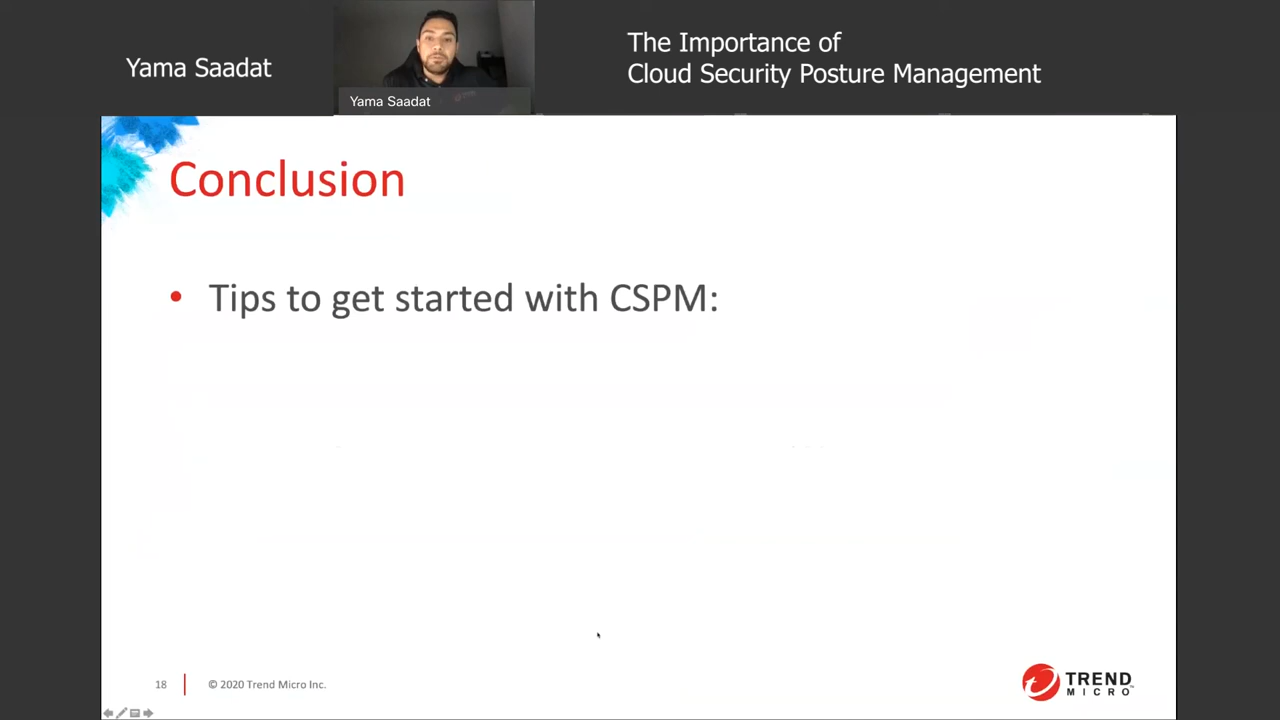 Yama Saadat
Yama Saadat
The Importance of
Cloud Security Posture Management
Conclusion
• Tips to get started with CSPM:
18
© 2020 Trend Micro Inc.
TREND
MICRO